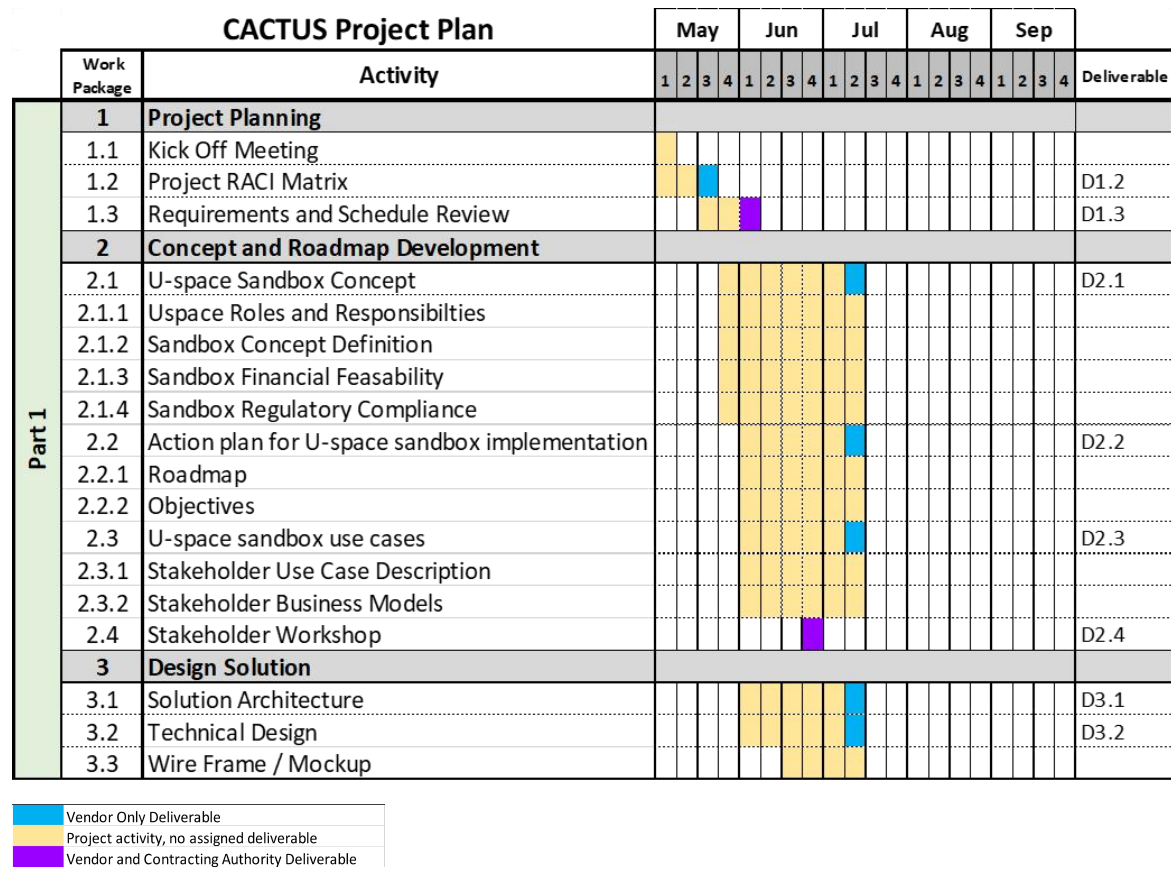 CACTUS Project Plan May Jun Jul Aug Sep
Work Package Activity 1 2 3 4 1 2 3 4 1 2 3 4 1 2 3 4 1 2 3 4 Deliverable
Part 1
1 Project Planning
1.1 Kick Off Meeting
1.2 Project RACI Matrix D1.2
1.3 Requirements and Schedule Review D1.3
2 Concept and Roadmap Development
2.1 U-space Sandbox Concept D2.1
2.1.1 Uspace Roles and Responsibilties
2.1.2 Sandbox Concept Definition
2.1.3 Sandbox Financial Feasability
2.1.4 Sandbox Regulatory Compliance
2.2 Action plan for U-space sandbox implementation D2.2
2.2.1 Roadmap
2.2.2 Objectives
2.3 U-space sandbox use cases D2.3
2.3.1 Stakeholder Use Case Description
2.3.2 Stakeholder Business Models
2.4 Stakeholder Workshop D2.4
3 Design Solution
3.1 Solution Architecture D3.1
3.2 Technical Design D3.2
3.3 Wire Frame / Mockup
Vendor Only Deliverable
Project activity, no assigned deliverable
Vendor and Contracting Authority Deliverable